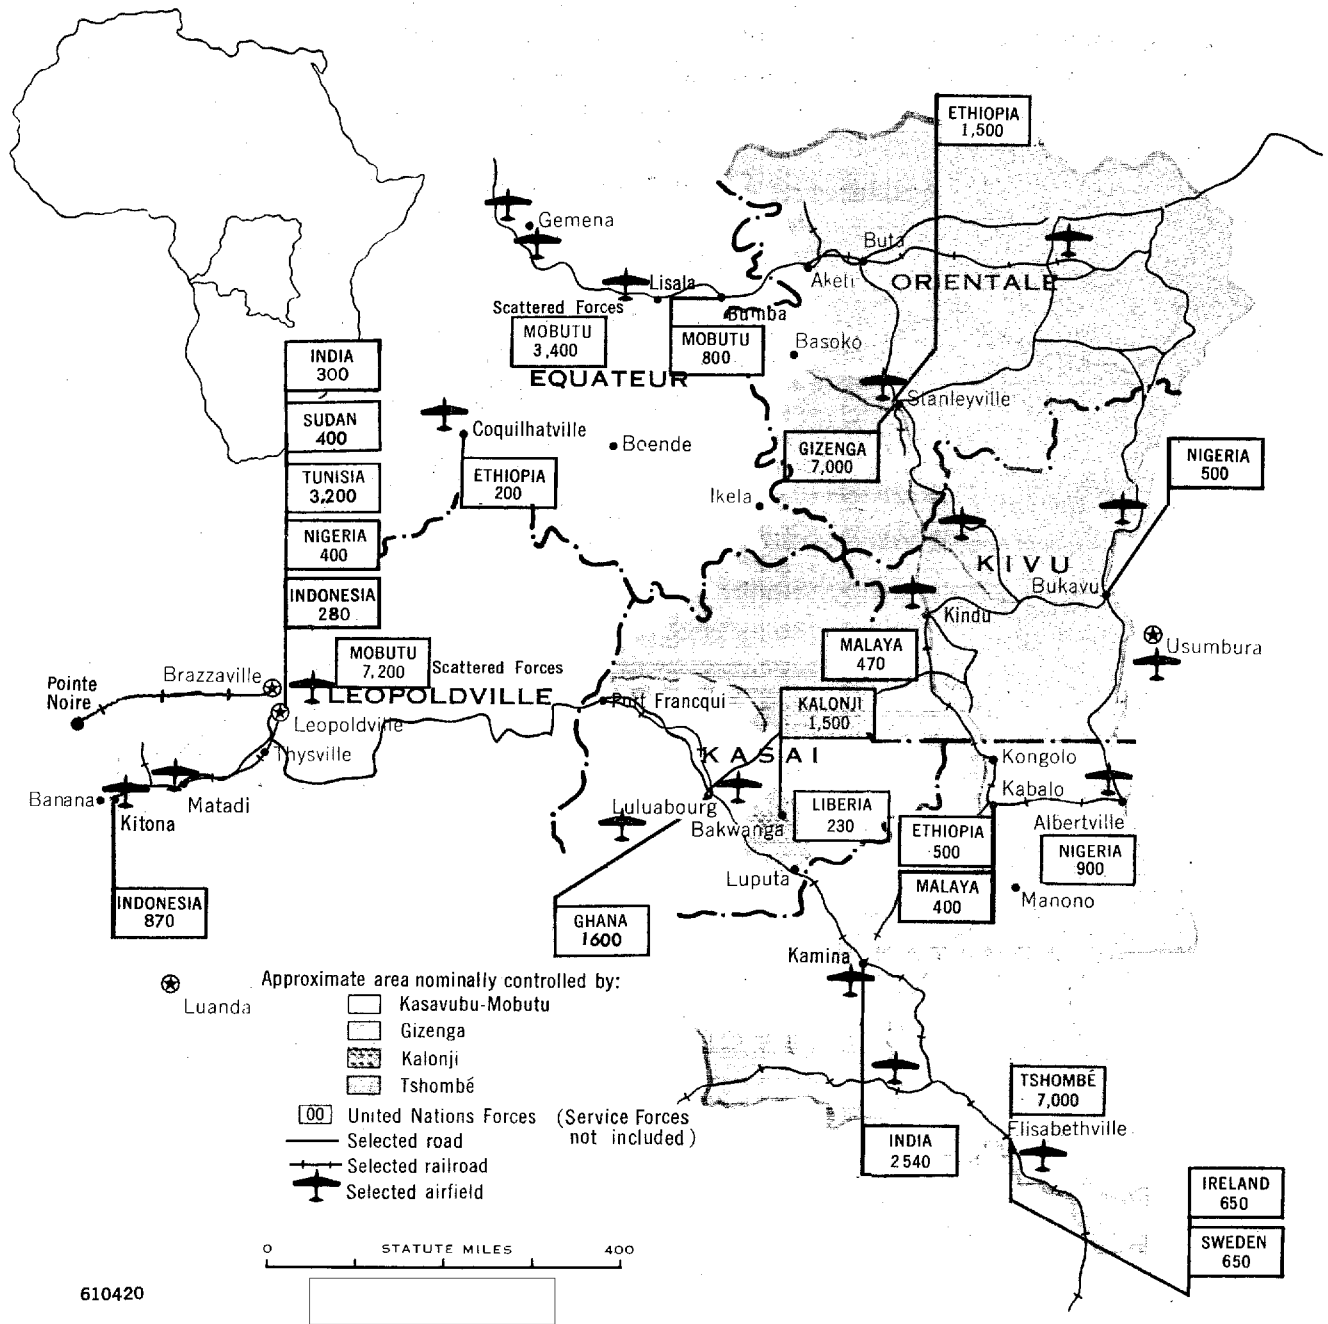 ETHIOPIA
1,500
Gemena
Buta
Lisala
Aketi
ORIENTALE
Scattered Forces
Bumba
MOBUTU
3,400
MOBUTU
800
Basoko
INDIA
300
EQUATEUR
Stanleyville
SUDAN
400
Coquilhatville
Boende
GIZENGA
7,000
NIGERIA
500
TUNISIA
3,200
ETHIOPIA
200
Ikela
NIGERIA
400
KIVU
Bukavu
INDONESIA
280
Kindu
MALAYA
470
Usumbura
MOBUTU
7,200
Scattered Forces
Brazzaville
Pointe
Noire
LEOPOLDVILLE
Port Francqui
KALONJI
1,500
Leopoldville
Thysville
KASAI
Kongolo
Banana
Kitona
Matadi
Luluabourg
Bakwanga
LIBERIA
230
Kabalo
Albertville
ETHIOPIA
500
NIGERIA
900
Luputa
MALAYA
400
Manono
INDONESIA
870
GHANA
1600
Kamina
Luanda
Approximate area nominally controlled by:
Kasavubu-Mobutu
Gizenga
Kalonji
Tshombé
00 United Nations Forces (Service Forces
not included)
Selected road
Selected railroad
Selected airfield
TSHOMBÉ
7,000
Elisabethville
INDIA
2540
IRELAND
650
SWEDEN
650
0 STATUTE MILES 400
610420